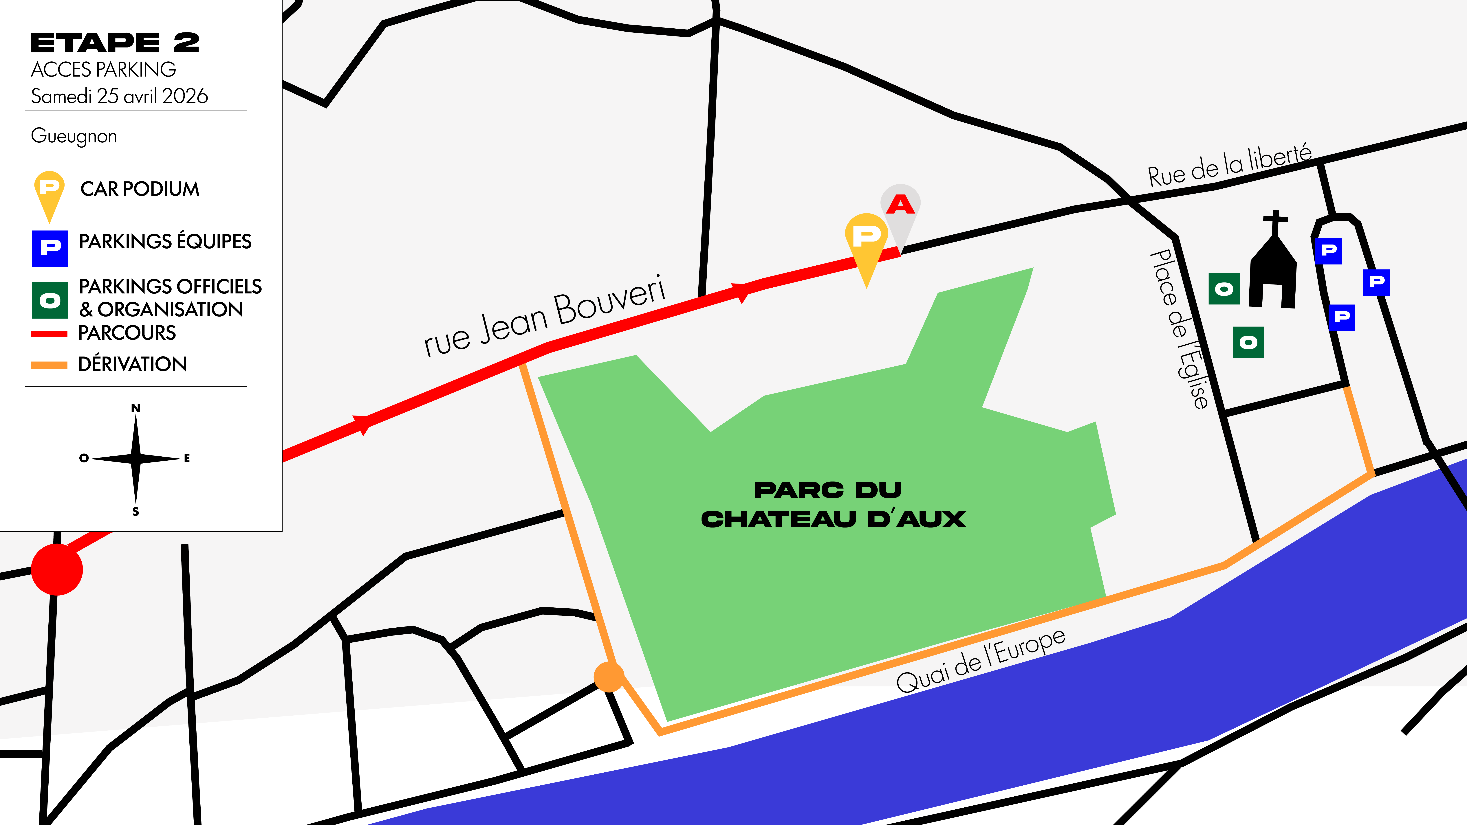 ETAPE 2
ACCES PARKING
Samedi 25 avril 2026
Gueugnon
P CAR PODIUM
P PARKINGS ÉQUIPES
O PARKINGS OFFICIELS
& ORGANISATION
PARCOURS
DÉRIVATION
N
O E
S
rue Jean Bouveri
P
A
Rue de la liberté
Place de l'Eglise
O
O
P
P
P
PARC DU
CHATEAU D'AUX
Quai de l'Europe